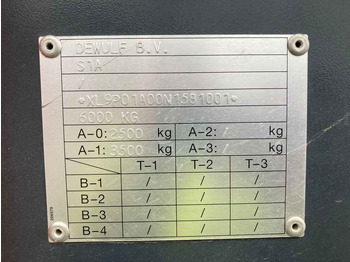 DEWULF B.V.
S1A
/
*XL9P01A00N1581001*
6000 KG
A-0: 2500 kg A-2: / kg
A-1: 3500 kg A-3: / kg
T-1 T-2 T-3
B-1 / / /
B-2 / / /
B-3 / / /
B-4 / / /